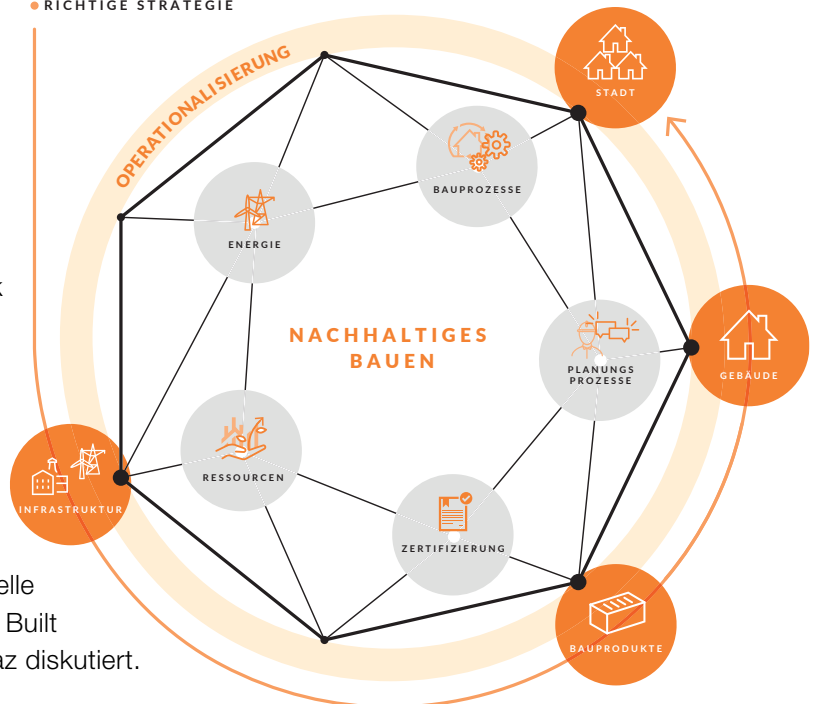 RICHTIGE STRATEGIE
OPERATIONALISIERUNG
STADT
BAUPROZESSE
ENERGIE
k
NACHHALTIGES
BAUEN
PLANUNGS
PROZESSE
GEBÄUDE
RESSOURCEN
INFRASTRUKTUR
ZERTIFIZIERUNG
elle
Built
az diskutiert.
BAUPRODUKTE